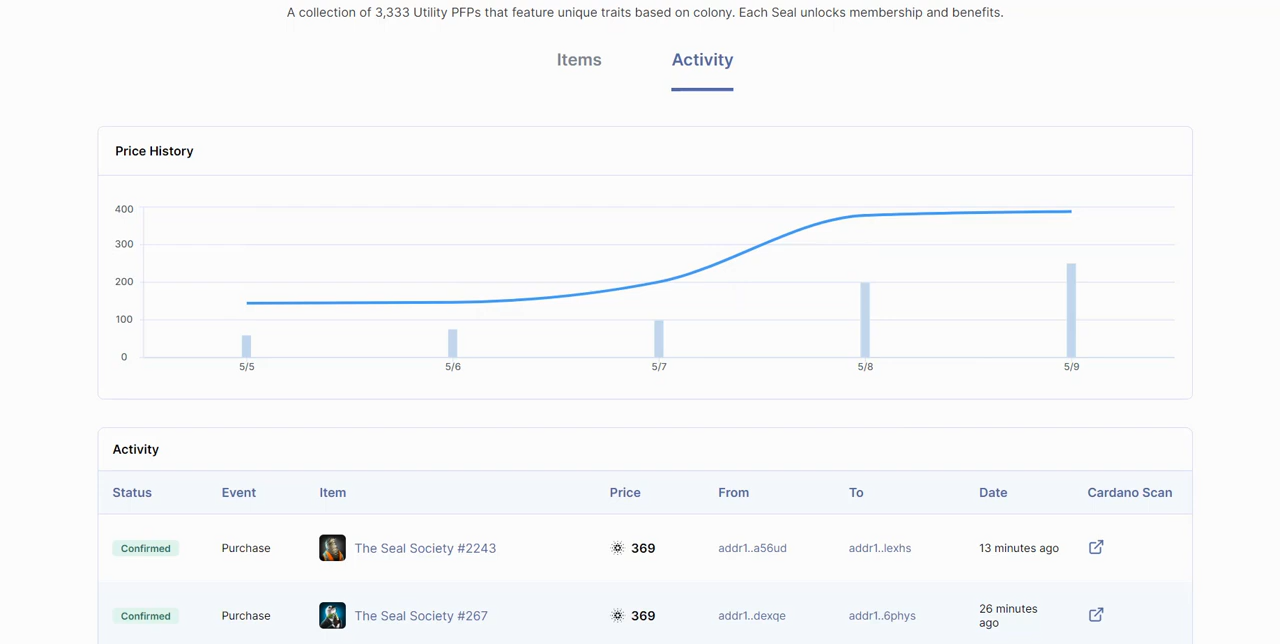 A collection of 3,333 Utility PFPs that feature unique traits based on colony. Each Seal unlocks membership and benefits.
Items Activity
Price History
400
300
200
100
0
5/5 5/6 5/7 5/8 5/9
Activity
Status Event Item Price From To Date Cardano Scan
Confirmed Purchase The Seal Society #2243 369 addr1..a56ud addr1..lexhs 13 minutes ago
Confirmed Purchase The Seal Society #267 369 addr1..dexqe addr1..6phys 26 minutes
ago